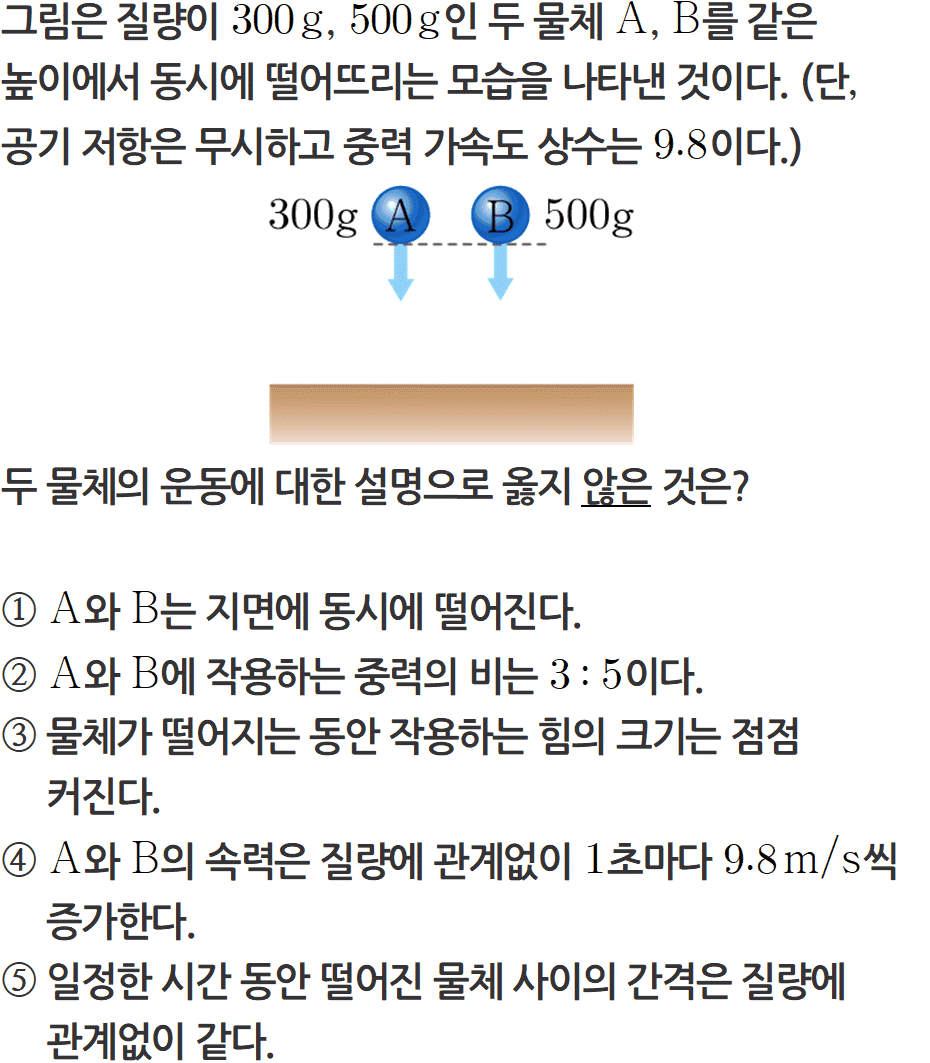 그림은 질량이 300 g, 500 g인 두 물체 A, B를 같은
높이에서 동시에 떨어뜨리는 모습을 나타낸 것이다. (단,
공기 저항은 무시하고 중력 가속도 상수는 9.8이다.)
300g A B 500g
두 물체의 운동에 대한 설명으로 옳지 않은 것은?
① A와 B는 지면에 동시에 떨어진다.
② A와 B에 작용하는 중력의 비는 3 : 5이다.
③ 물체가 떨어지는 동안 작용하는 힘의 크기는 점점
커진다.
④ A와 B의 속력은 질량에 관계없이 1초마다 9.8 m/s씩
증가한다.
⑤ 일정한 시간 동안 떨어진 물체 사이의 간격은 질량에
관계없이 같다.